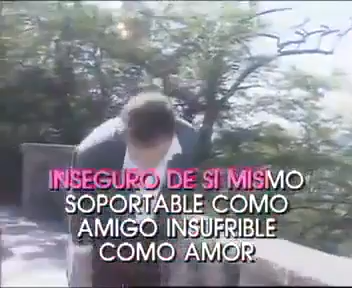 INSEGURO DE SI MISMO
SOPORTABLE COMO
AMIGO INSUFRIBLE
COMO AMOR